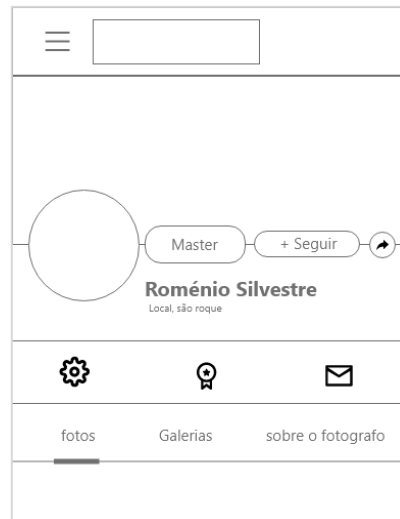 Master
+ Seguir
Roménio Silvestre
Local, são roque
fotos Galerias sobre o fotografo